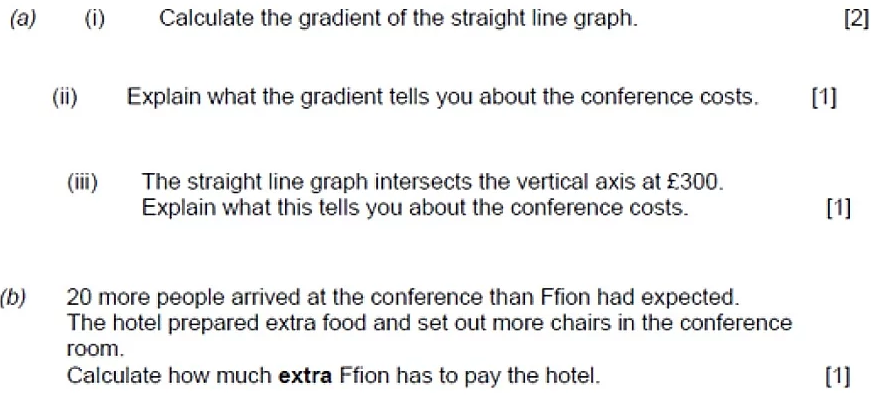 (a) (i) Calculate the gradient of the straight line graph. [2]
(ii) Explain what the gradient tells you about the conference costs. [1]
(iii) The straight line graph intersects the vertical axis at £300.
Explain what this tells you about the conference costs. [1]
(b) 20 more people arrived at the conference than Ffion had expected.
The hotel prepared extra food and set out more chairs in the conference
room.
Calculate how much extra Ffion has to pay the hotel. [1]